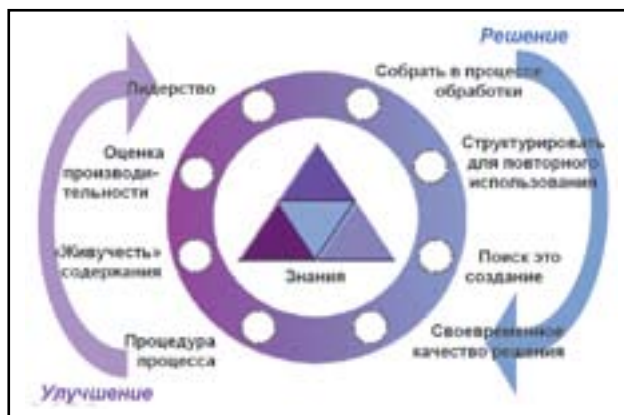 Решение
Собрать в процессе
обработки
Лидерство
Структурировать
для повторного
использования
Оценка
производи-
тельности
«Живучесть»
содержания
Поиск это
создание
Знания
Процедура
процесса
Своевременное
качество решения
Улучшение